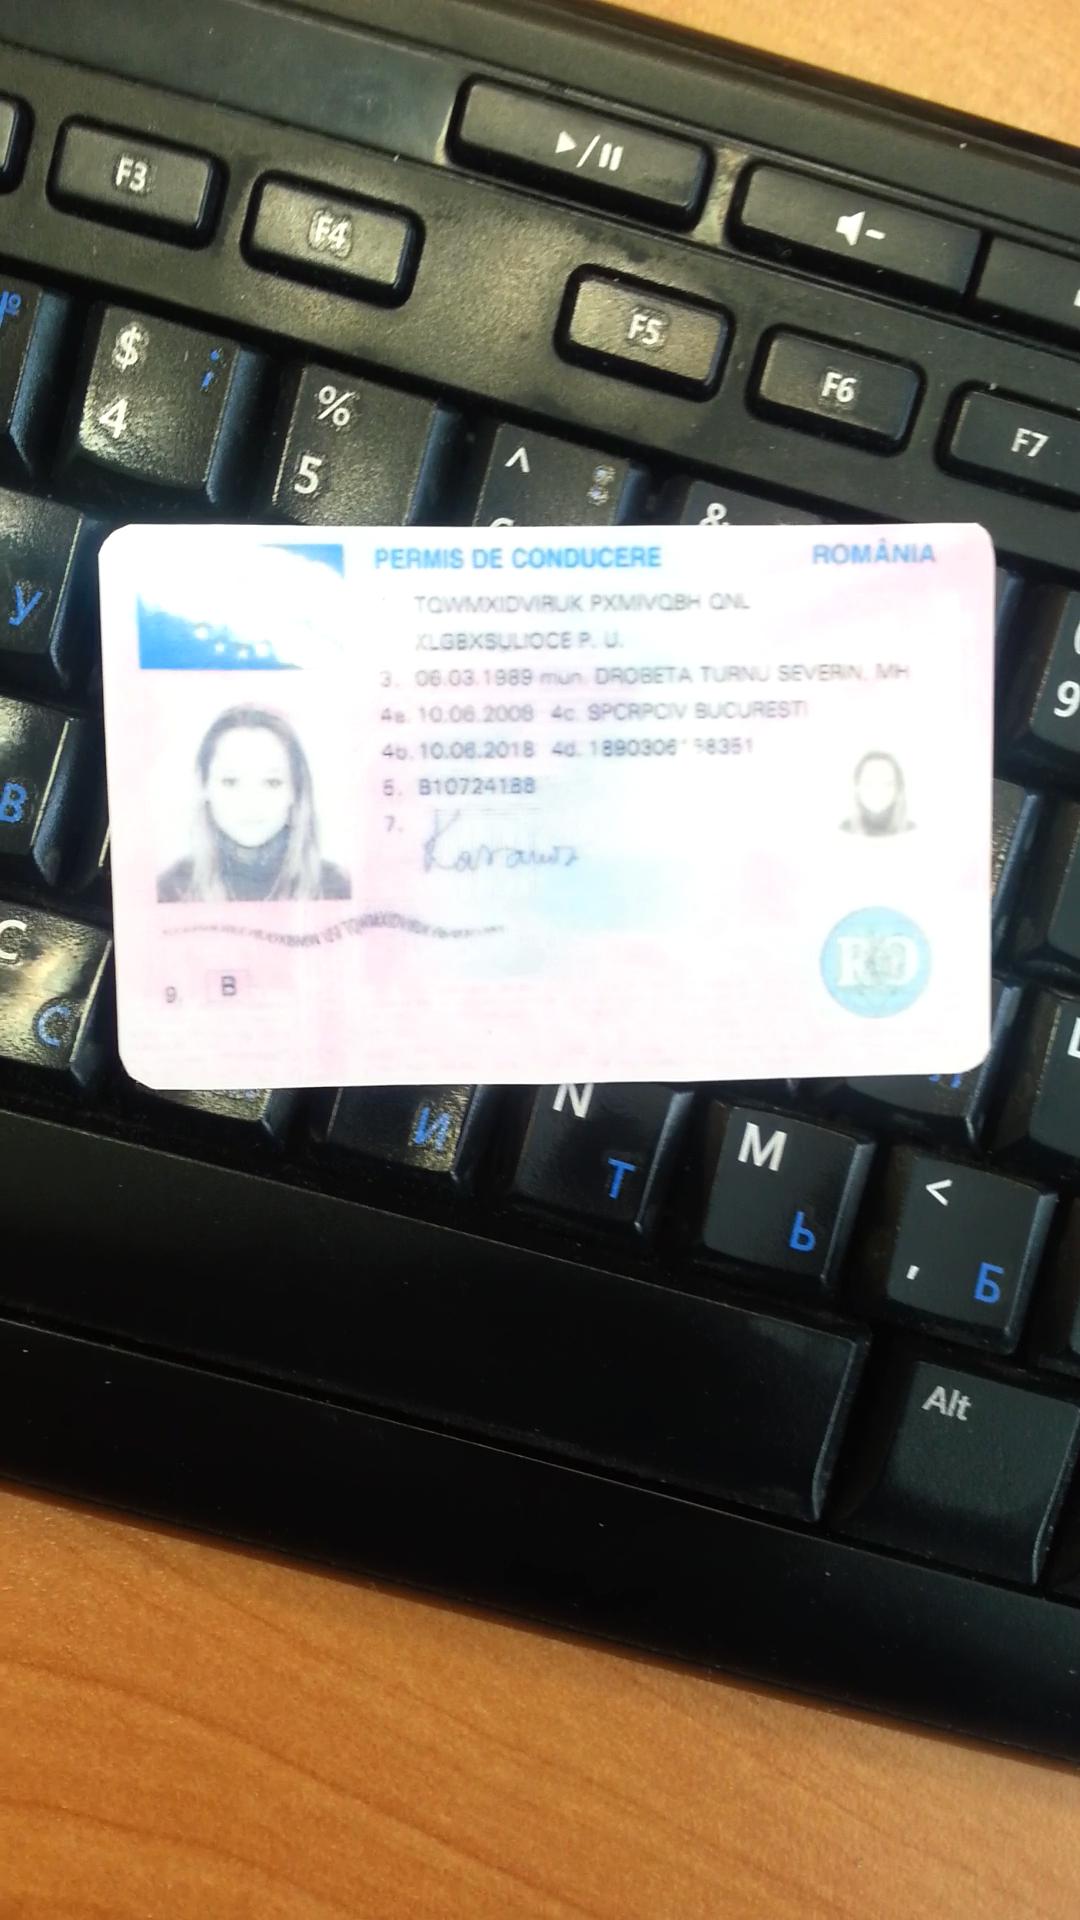 ▶/II
F3
F4
F5
F6
F7
$
4
%
5
^
&
9
У
В
PERMIS DE CONDUCERE ROMÂNIA
TQWMXIDVIRUK PXMIVQBH QNL
XLGBXSULIOCE P. U.
3. 06.03.1989 mun. DROBETA TURNU SEVERIN, MH
4a. 10.06.2008 4c. SPCRPCIV BUCURESTI
4b. 10.06.2018 4d. 1890306 58351
5. B10724188
7.
TQWMXIDVIRUK
9. B
RO
C
С
И
N
Т
M
Ь
<
,
Б
Alt